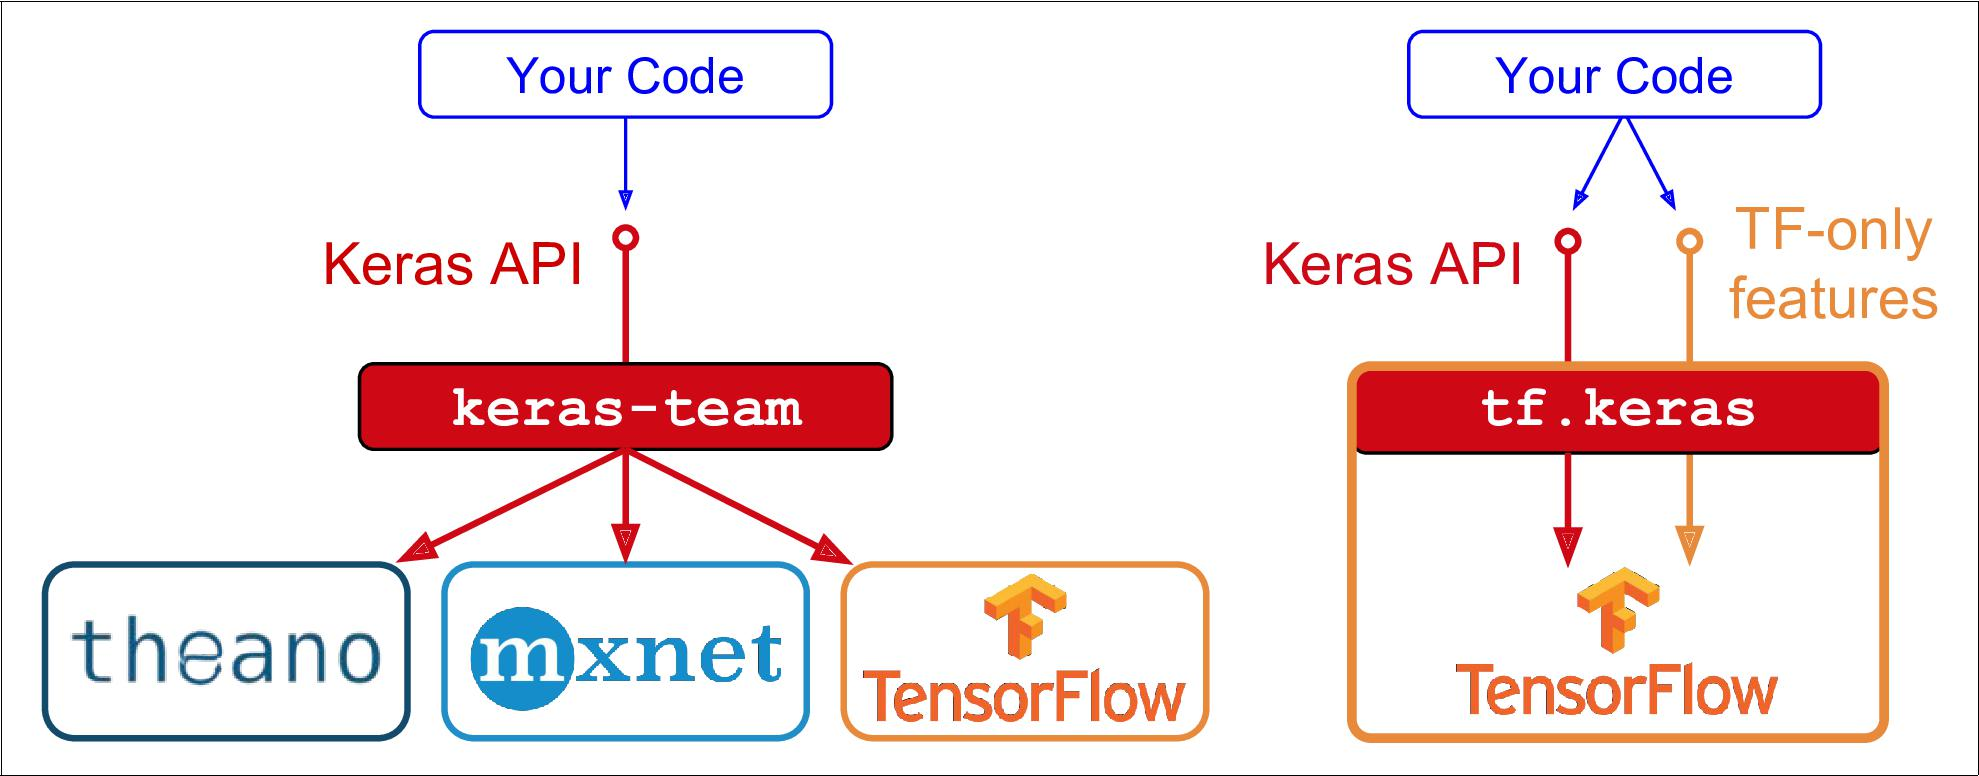 Your Code
Keras API
keras-team
theano
mxnet
TensorFlow
Your Code
Keras API
TF-only
features
tf.keras
TensorFlow